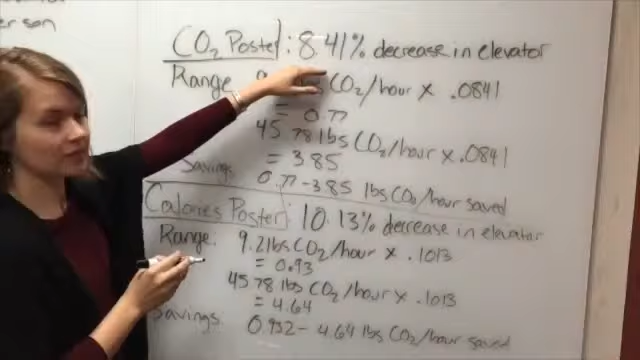 erson
CO₂ Poster: 8.41% decrease in elevator
Range 9. lbs CO₂/hour x .0841
= 0.77
45 78 lbs CO₂/hour x .0841
= 3.85
Savings 0.77-3.85 lbs CO₂/hour saved
Calories Poster: 10.13% decrease in elevator
Range: 9.2 lbs CO₂/hour x .1013
= 0.93
45 78 lbs CO₂/hour x .1013
= 4.64
Savings: 0.932 - 4.64 lbs CO₂/hour saved